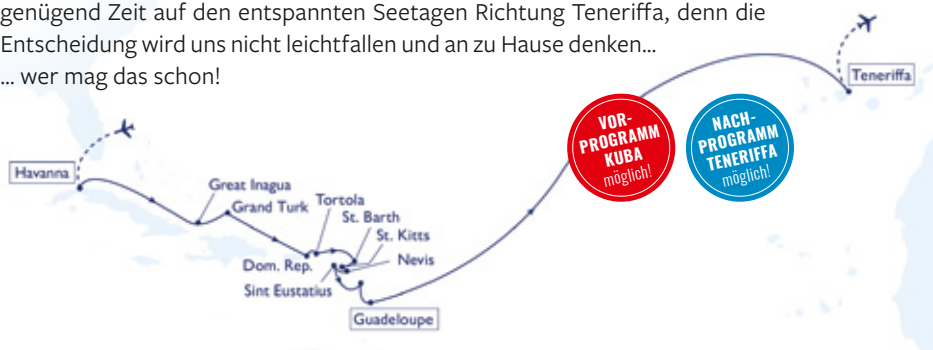 genügend Zeit auf den entspannten Seetagen Richtung Teneriffa, denn die
Entscheidung wird uns nicht leichtfallen und an zu Hause denken...
... wer mag das schon!
Teneriffa
VOR-
PROGRAMM
KUBA
möglich!
NACH-
PROGRAMM
TENERIFFA
möglich!
Havanna
Great Inagua
Grand Turk
Tortola
St. Barth
St. Kitts
Nevis
Dom. Rep.
Sint Eustatius
Guadeloupe